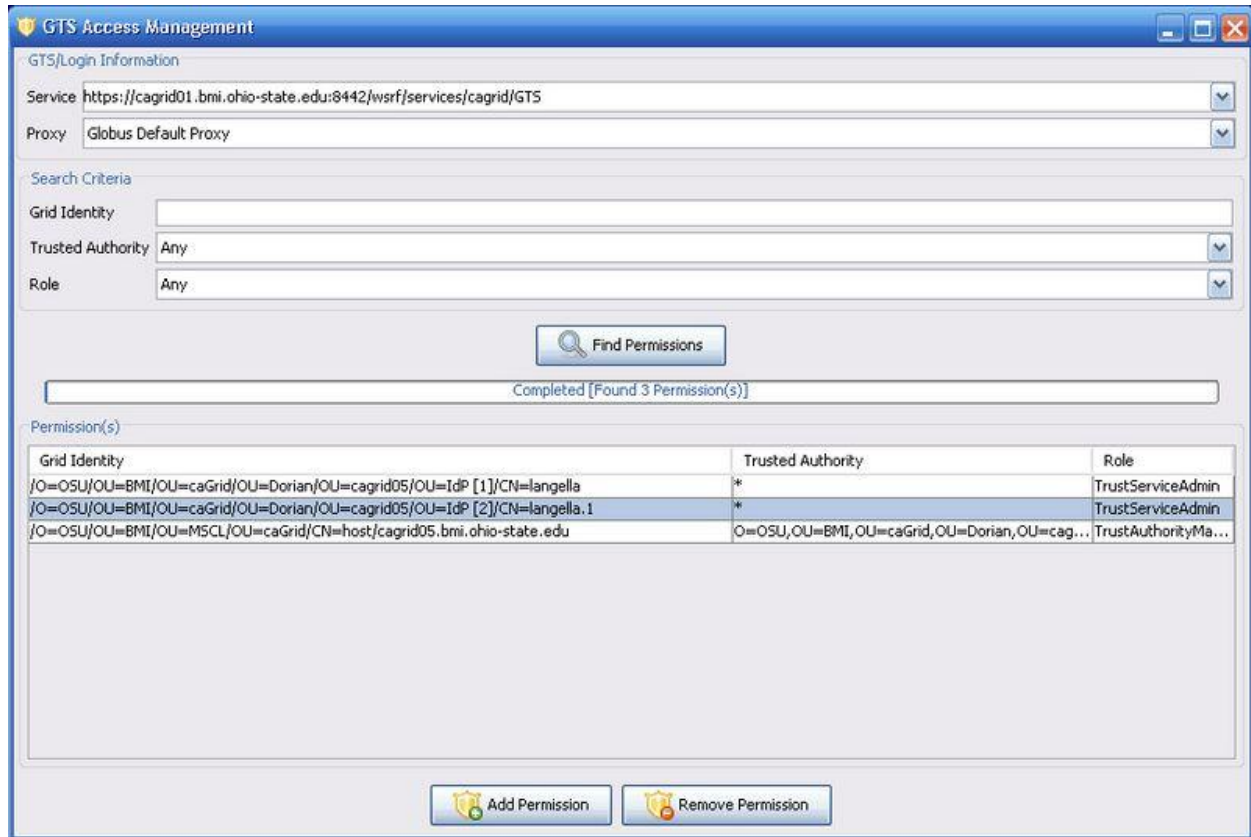 GTS Access Management
GTS/Login Information
Service https://cagrid01.bmi.ohio-state.edu:8442/wsrf/services/cagrid/GTS
Proxy Globus Default Proxy
Search Criteria
Grid Identity
Trusted Authority Any
Role Any
Find Permissions
Completed [Found 3 Permission(s)]
Permission(s)
Grid Identity Trusted Authority Role
/O=OSU/OU=BMI/OU=caGrid/OU=Dorian/OU=cagrid05/OU=IdP [1]/CN=langella * TrustServiceAdmin
/O=OSU/OU=BMI/OU=caGrid/OU=Dorian/OU=cagrid05/OU=IdP [2]/CN=langella.1 * TrustServiceAdmin
/O=OSU/OU=BMI/OU=MSCL/OU=caGrid/CN=host/cagrid05.bmi.ohio-state.edu O=OSU,OU=BMI,OU=caGrid,OU=Dorian,OU=cag... TrustAuthorityMa...
Add Permission Remove Permission